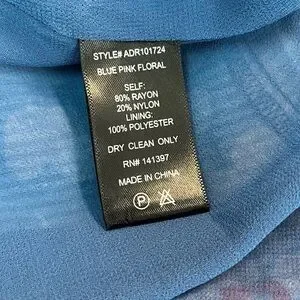 STYLE# ADR101724
BLUE PINK FLORAL
SELF:
80% RAYON
20% NYLON
LINING:
100% POLYESTER
DRY CLEAN ONLY
RN# 141397
MADE IN CHINA
P